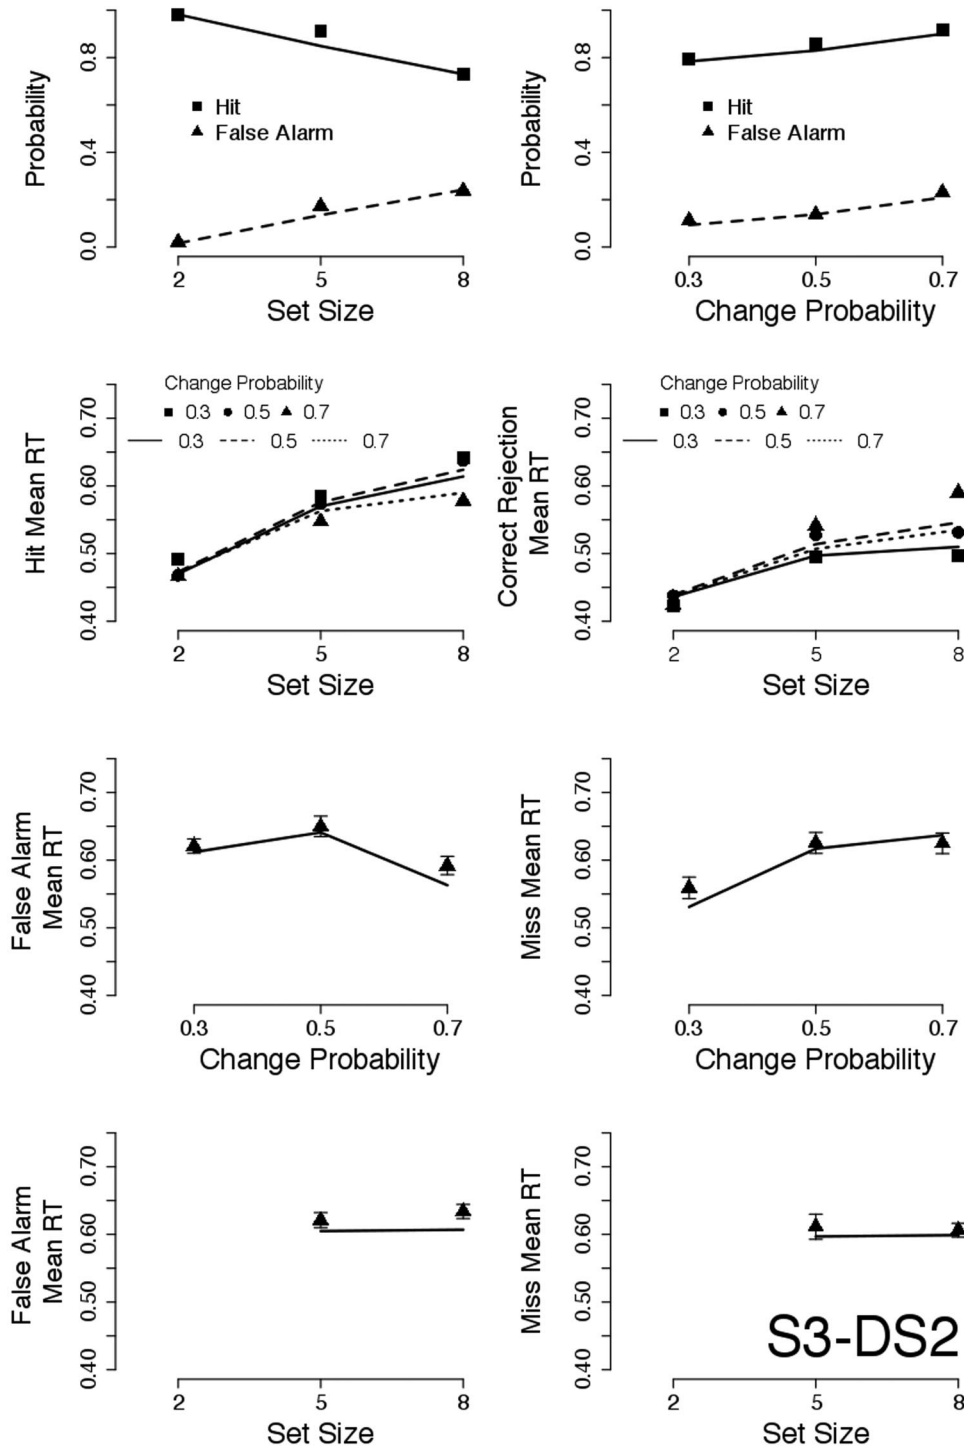 Probability
0.0 0.4 0.8
Hit
False Alarm
2 5 8
Set Size
Probability
0.0 0.4 0.8
Hit
False Alarm
0.3 0.5 0.7
Change Probability
Hit Mean RT
0.40 0.50 0.60 0.70
Change Probability
0.3 0.5 0.7
0.3 0.5 0.7
2 5 8
Set Size
Correct Rejection
Mean RT
0.40 0.50 0.60 0.70
Change Probability
0.3 0.5 0.7
0.3 0.5 0.7
2 5 8
Set Size
False Alarm
Mean RT
0.40 0.50 0.60 0.70
0.3 0.5 0.7
Change Probability
Miss Mean RT
0.40 0.50 0.60 0.70
0.3 0.5 0.7
Change Probability
False Alarm
Mean RT
0.40 0.50 0.60 0.70
2 5 8
Set Size
Miss Mean RT
0.40 0.50 0.60 0.70
S3-DS2
2 5 8
Set Size